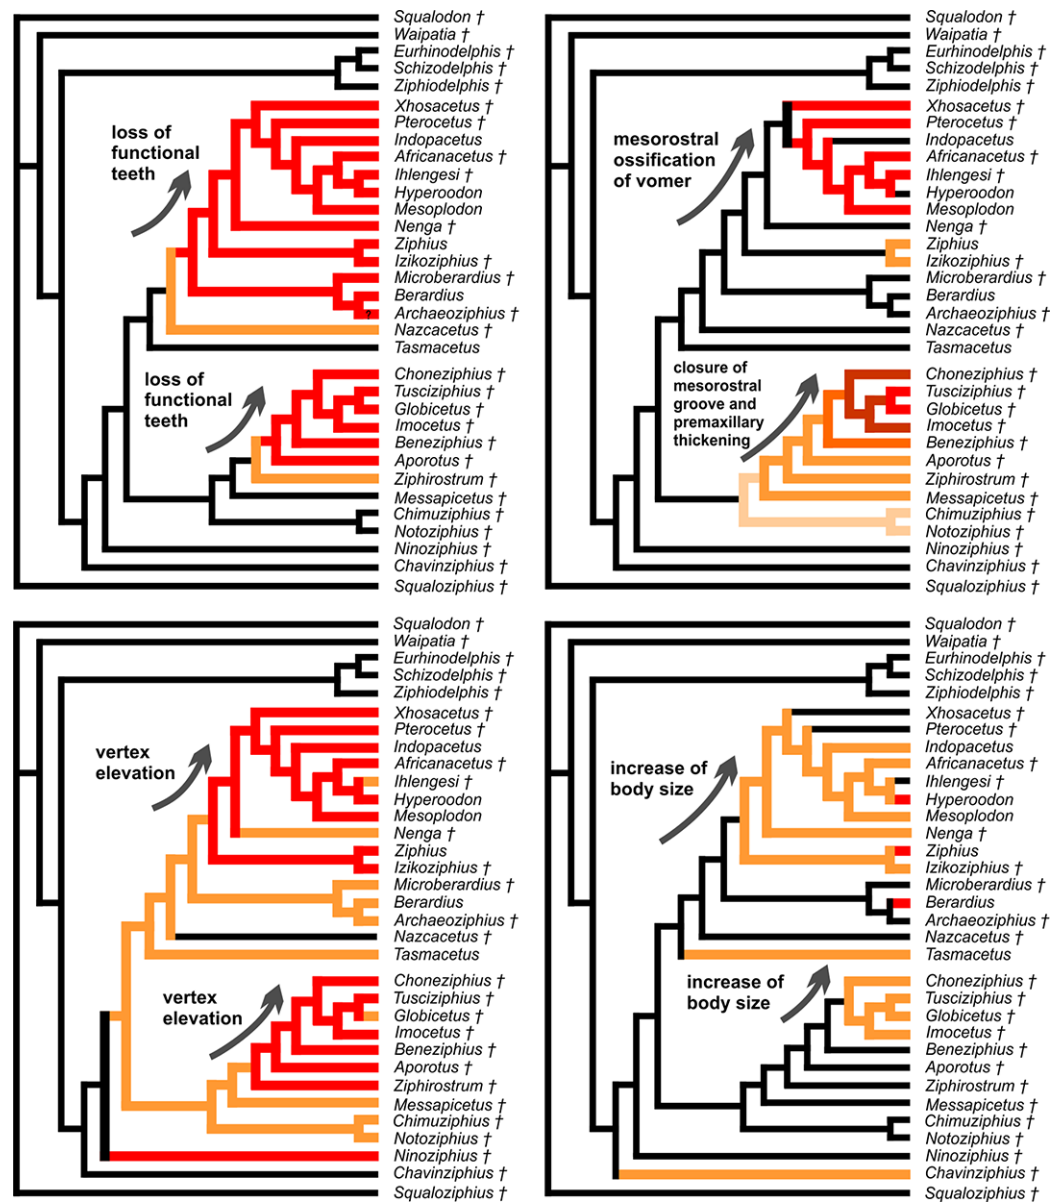 Squalodon †
Waipatia †
Eurhinodelphis †
Schizodelphis †
Ziphiodelphis †
Xhosacetus †
Pterocetus †
Indopacetus
Africanacetus †
Ihlengesi †
Hyperoodon
Mesoplodon
Nenga †
Ziphius
Izikoziphius †
Microberardius †
Berardius
?
Archaeoziphius †
Nazcacetus †
Tasmacetus
Choneziphius †
Tusciziphius †
Globicetus †
Imocetus †
Beneziphius †
Aporotus †
Ziphirostrum †
Messapicetus †
Chimuziphius †
Notoziphius †
Ninoziphius †
Chavinziphius †
Squaloziphius †
loss of
functional
teeth
loss of
functional
teeth
Squalodon †
Waipatia †
Eurhinodelphis †
Schizodelphis †
Ziphiodelphis †
Xhosacetus †
Pterocetus †
Indopacetus
Africanacetus †
Ihlengesi †
Hyperoodon
Mesoplodon
Nenga †
Ziphius
Izikoziphius †
Microberardius †
Berardius
Archaeoziphius †
Nazcacetus †
Tasmacetus
Choneziphius †
Tusciziphius †
Globicetus †
Imocetus †
Beneziphius †
Aporotus †
Ziphirostrum †
Messapicetus †
Chimuziphius †
Notoziphius †
Ninoziphius †
Chavinziphius †
Squaloziphius †
mesorostral
ossification
of vomer
closure of
mesorostral
groove and
premaxillary
thickening
Squalodon †
Waipatia †
Eurhinodelphis †
Schizodelphis †
Ziphiodelphis †
Xhosacetus †
Pterocetus †
Indopacetus
Africanacetus †
Ihlengesi †
Hyperoodon
Mesoplodon
Nenga †
Ziphius
Izikoziphius †
Microberardius †
Berardius
Archaeoziphius †
Nazcacetus †
Tasmacetus
Choneziphius †
Tusciziphius †
Globicetus †
Imocetus †
Beneziphius †
Aporotus †
Ziphirostrum †
Messapicetus †
Chimuziphius †
Notoziphius †
Ninoziphius †
Chavinziphius †
Squaloziphius †
vertex
elevation
vertex
elevation
Squalodon †
Waipatia †
Eurhinodelphis †
Schizodelphis †
Ziphiodelphis †
Xhosacetus †
Pterocetus †
Indopacetus
Africanacetus †
Ihlengesi †
Hyperoodon
Mesoplodon
Nenga †
Ziphius
Izikoziphius †
Microberardius †
Berardius
Archaeoziphius †
Nazcacetus †
Tasmacetus
Choneziphius †
Tusciziphius †
Globicetus †
Imocetus †
Beneziphius †
Aporotus †
Ziphirostrum †
Messapicetus †
Chimuziphius †
Notoziphius †
Ninoziphius †
Chavinziphius †
Squaloziphius †
increase of
body size
increase of
body size